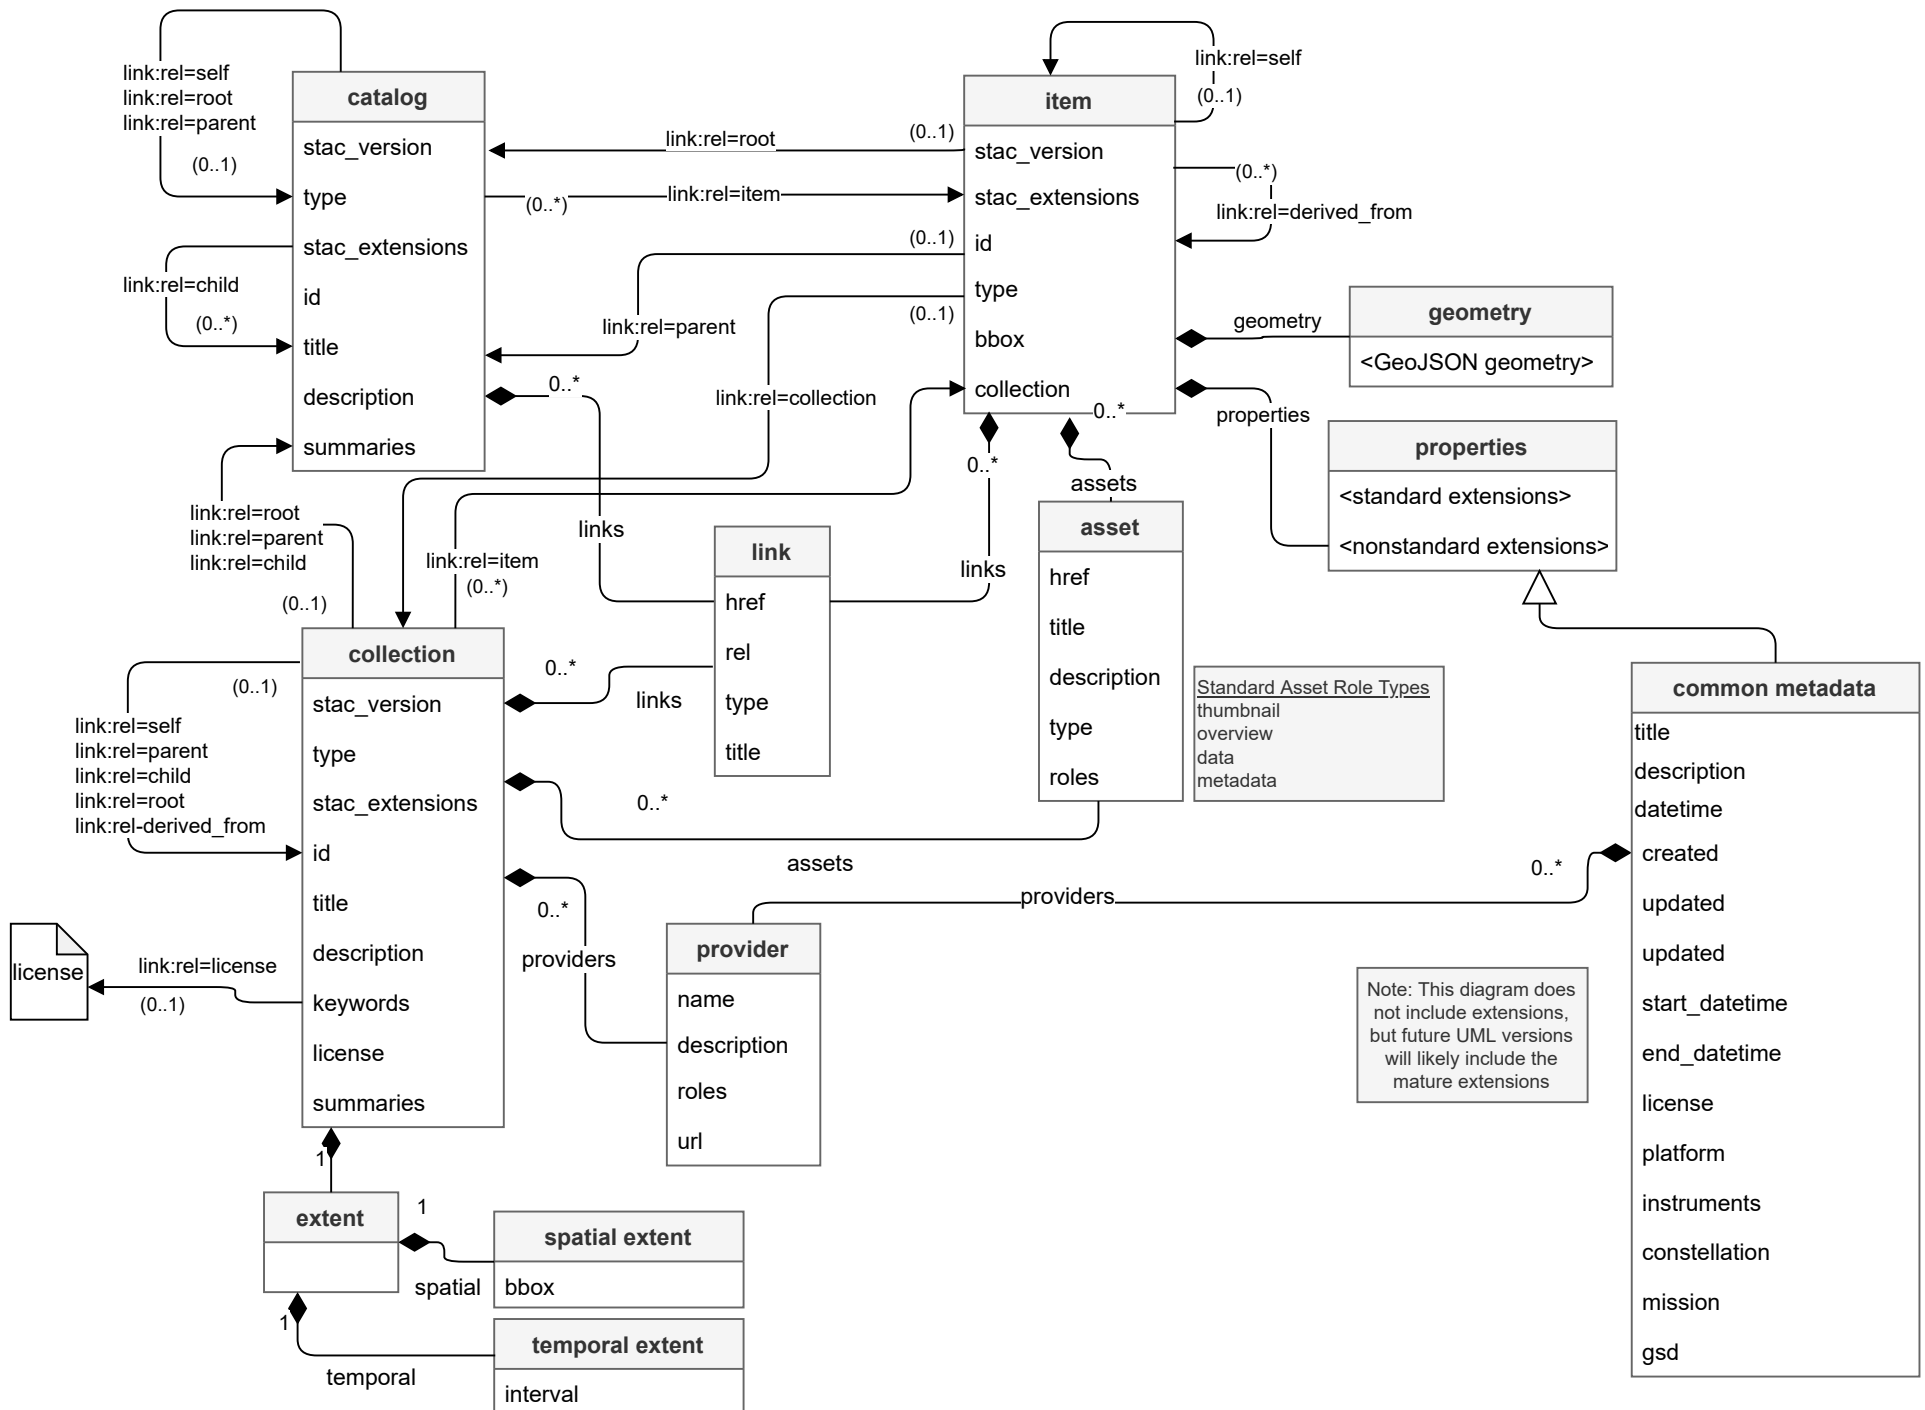 link:rel=self
link:rel=root
link:rel=parent
(0..1)
catalog
stac_version
type
stac_extensions
id
title
description
summaries
link:rel=child
(0..*)
link:rel=root
(0..1)
(0..*)
link:rel=item
(0..1)
link:rel=parent
(0..1)
link:rel=collection
item
stac_version
stac_extensions
id
type
bbox
collection
link:rel=self
(0..1)
(0..*)
link:rel=derived_from
geometry
geometry
<GeoJSON geometry>
properties
properties
<standard extensions>
<nonstandard extensions>
0..*
links
0..*
links
0..*
assets
link:rel=root
link:rel=parent
link:rel=child
(0..1)
link:rel=item
(0..*)
link
href
rel
type
title
asset
href
title
description
type
roles
Standard Asset Role Types
thumbnail
overview
data
metadata
collection
stac_version
type
stac_extensions
id
title
description
keywords
license
summaries
(0..1)
link:rel=self
link:rel=parent
link:rel=child
link:rel=root
link:rel-derived_from
0..*
links
0..*
assets
0..*
providers
license
link:rel=license
(0..1)
provider
name
description
roles
url
providers
0..*
common metadata
title
description
datetime
created
updated
updated
start_datetime
end_datetime
license
platform
instruments
constellation
mission
gsd
Note: This diagram does
not include extensions,
but future UML versions
will likely include the
mature extensions
1
extent
1
spatial
spatial extent
bbox
1
temporal
temporal extent
interval